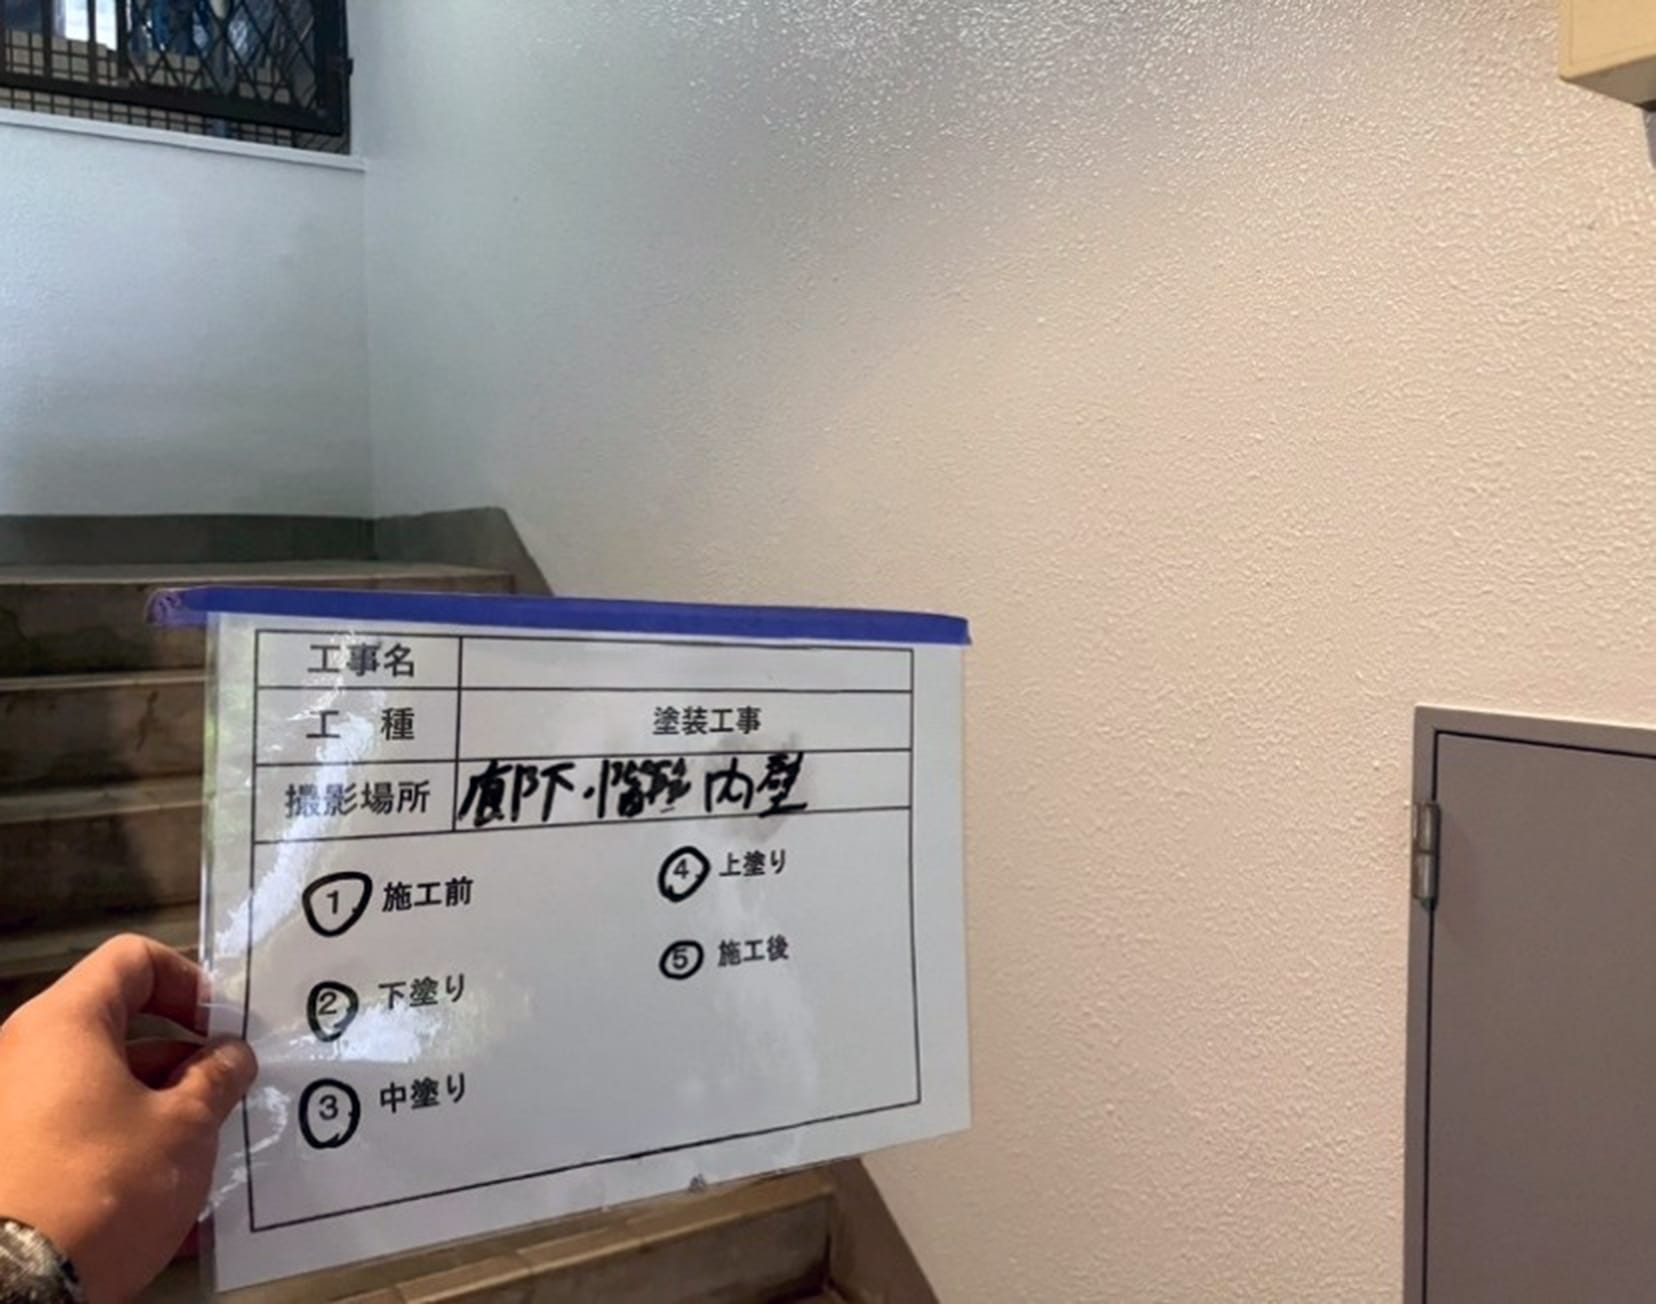 工事名
工 種 塗装工事
撮影場所 廊下・階段 内壁
① 施工前
② 下塗り
③ 中塗り
④ 上塗り
⑤ 施工後